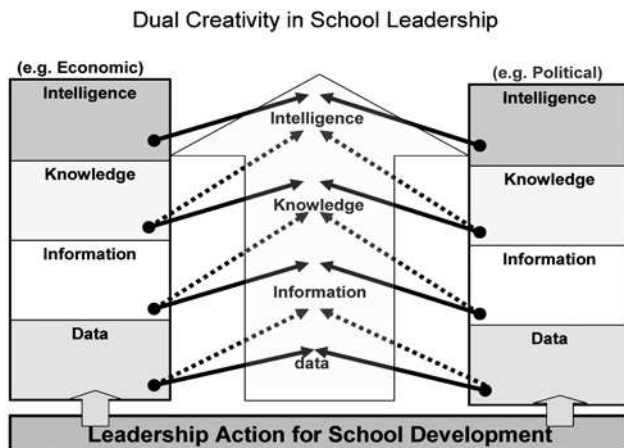 Dual Creativity in School Leadership
(e.g. Economic)
Intelligence
Knowledge
Information
Data
Intelligence
Knowledge
Information
data
(e.g. Political)
Intelligence
Knowledge
Information
Data
Leadership Action for School Development